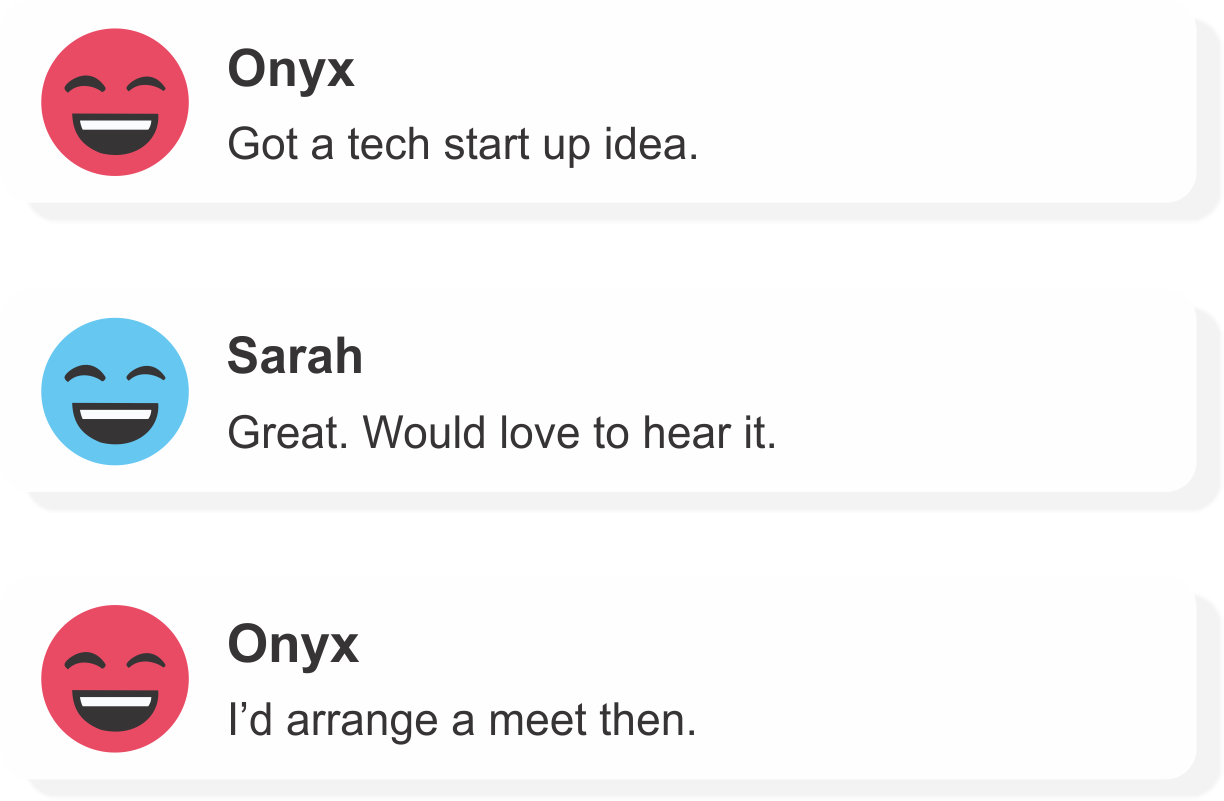 Onyx
Got a tech start up idea.
Sarah
Great. Would love to hear it.
Onyx
I’d arrange a meet then.